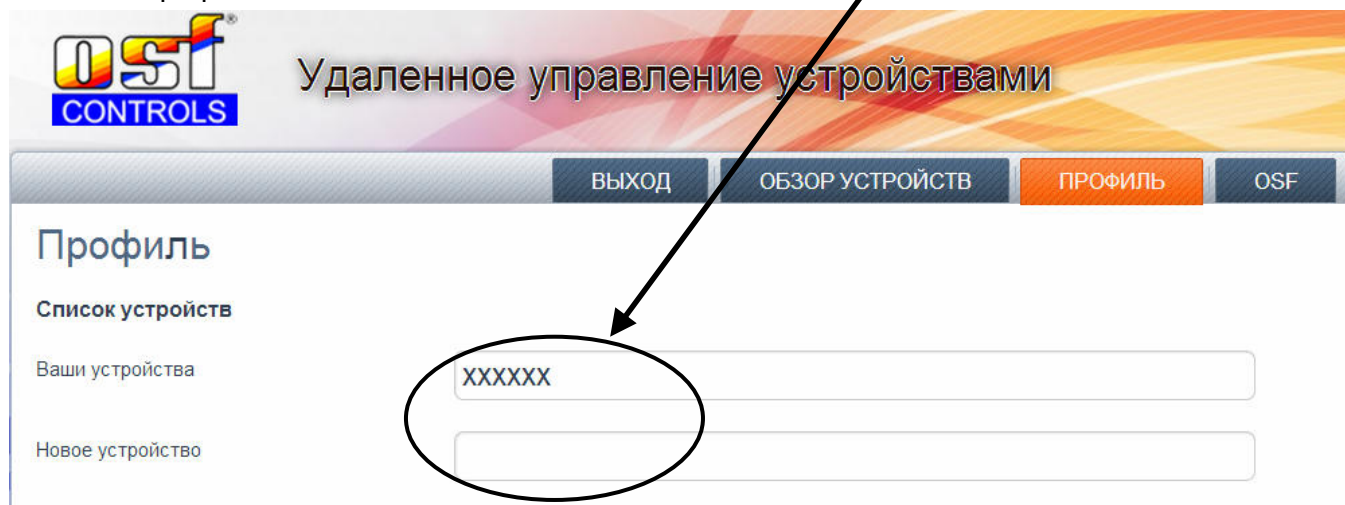 osf®
CONTROLS
Удаленное управление устройствами
ВЫХОД ОБЗОР УСТРОЙСТВ ПРОФИЛЬ OSF
Профиль
Список устройств
Ваши устройства XXXXXX
Новое устройство